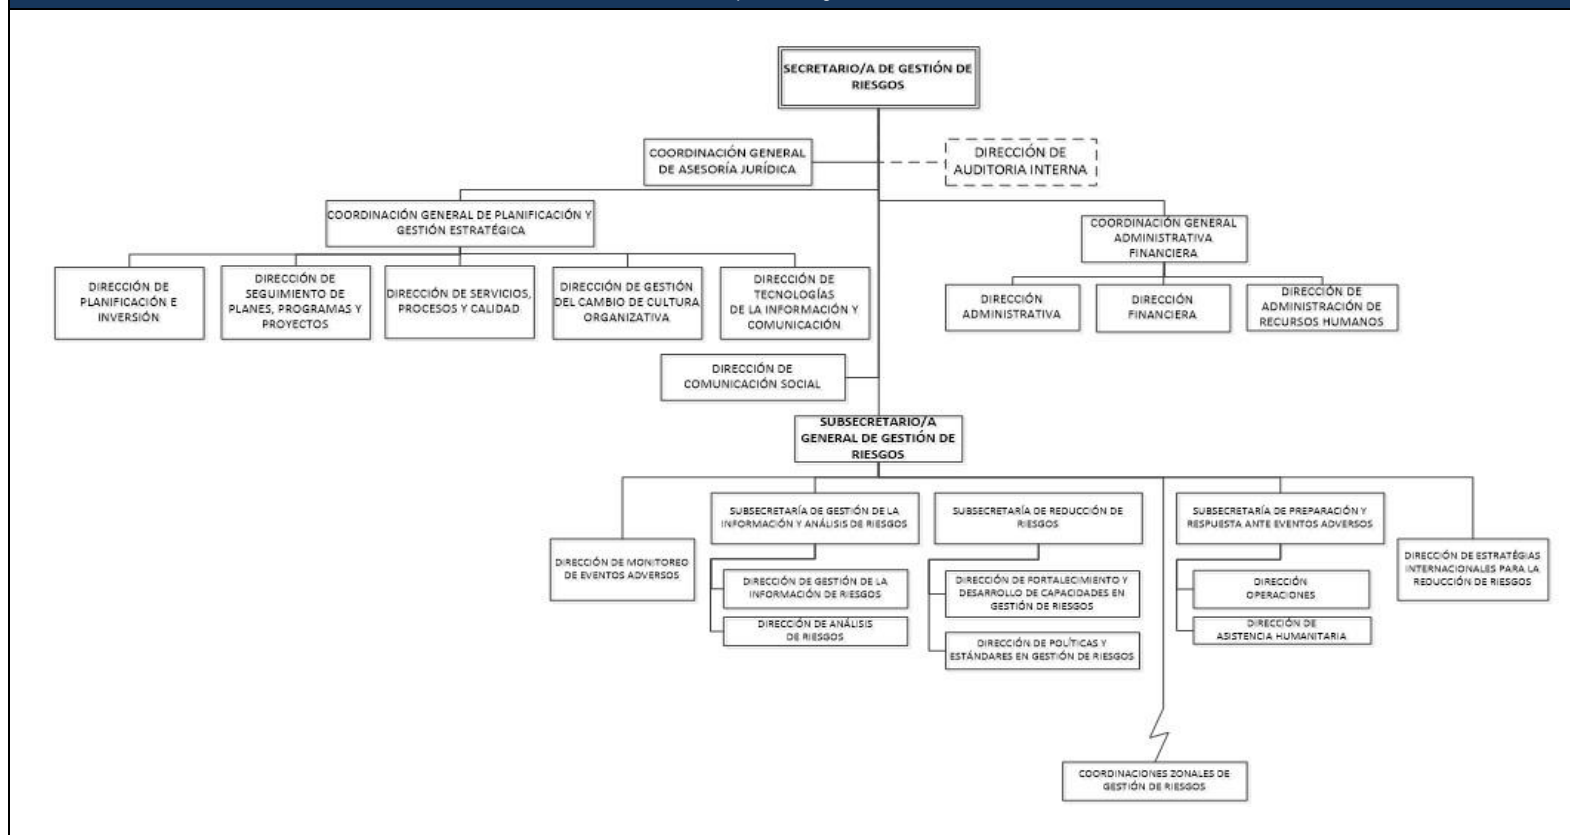 SECRETARIO/A DE GESTIÓN DE
RIESGOS
COORDINACIÓN GENERAL
DE ASESORÍA JURÍDICA
DIRECCIÓN DE
AUDITORIA INTERNA
COORDINACIÓN GENERAL DE PLANIFICACIÓN Y
GESTIÓN ESTRATÉGICA
COORDINACIÓN GENERAL
ADMINISTRATIVA
FINANCIERA
DIRECCIÓN DE
PLANIFICACIÓN E
INVERSIÓN
DIRECCIÓN DE
SEGUIMIENTO DE
PLANES, PROGRAMAS Y
PROYECTOS
DIRECCIÓN DE SERVICIOS,
PROCESOS Y CALIDAD
DIRECCIÓN DE GESTIÓN
DEL CAMBIO DE CULTURA
ORGANIZATIVA
DIRECCIÓN DE
TECNOLOGÍAS
DE LA INFORMACIÓN Y
COMUNICACIÓN
DIRECCIÓN
ADMINISTRATIVA
DIRECCIÓN
FINANCIERA
DIRECCIÓN DE
ADMINISTRACIÓN DE
RECURSOS HUMANOS
DIRECCIÓN DE
COMUNICACIÓN SOCIAL
SUBSECRETARIO/A
GENERAL DE GESTIÓN DE
RIESGOS
SUBSECRETARÍA DE GESTIÓN DE LA
INFORMACIÓN Y ANÁLISIS DE RIESGOS
SUBSECRETARÍA DE REDUCCIÓN DE
RIESGOS
SUBSECRETARÍA DE PREPARACIÓN Y
RESPUESTA ANTE EVENTOS ADVERSOS
DIRECCIÓN DE MONITOREO
DE EVENTOS ADVERSOS
DIRECCIÓN DE ESTRATÉGIAS
INTERNACIONALES PARA LA
REDUCCIÓN DE RIESGOS
DIRECCIÓN DE GESTIÓN DE LA
INFORMACIÓN DE RIESGOS
DIRECCIÓN DE ANÁLISIS
DE RIESGOS
DIRECCIÓN DE FORTALECIMIENTO Y
DESARROLLO DE CAPACIDADES EN
GESTIÓN DE RIESGOS
DIRECCIÓN DE POLÍTICAS Y
ESTÁNDARES EN GESTIÓN DE RIESGOS
DIRECCIÓN
OPERACIONES
DIRECCIÓN DE
ASISTENCIA HUMANITARIA
COORDINACIONES ZONALES DE
GESTIÓN DE RIESGOS